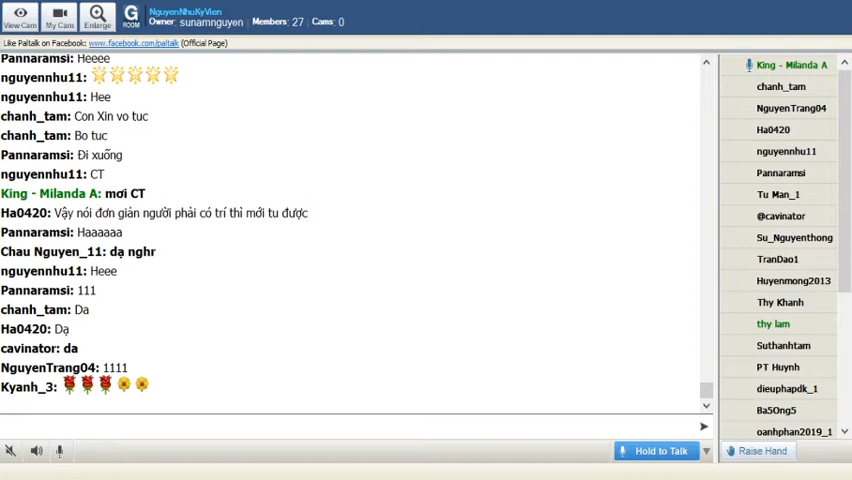 NguyenNhuKyVien
Owner: sunamnguyen Members: 27 Cams: 0
View Cam
My Cam
Enlarge
G
ROOM
Like Paltalk on Facebook: www.facebook.com/paltalk (Official Page)
Pannaramsi: Heeee
nguyennhu11:
nguyennhu11: Hee
chanh_tam: Con Xin vo tuc
chanh_tam: Bo tuc
Pannaramsi: Đi xuống
nguyennhu11: CT
King - Milanda A: mơi CT
Ha0420: Vậy nói đơn giản người phải có trí thì mới tu được
Pannaramsi: Haaaaaa
Chau Nguyen_11: dạ nghr
nguyennhu11: Heee
Pannaramsi: 111
chanh_tam: Da
Ha0420: Dạ
cavinator: da
NguyenTrang04: 1111
Kyanh_3:
Hold to Talk
King - Milanda A
chanh_tam
NguyenTrang04
Ha0420
nguyennhu11
Pannaramsi
Tu Man_1
@cavinator
Su_Nguyenthong
TranDao1
Huyenmong2013
Thy Khanh
thy lam
Suthanhtam
PT Huynh
dieuphapdk_1
Ba5Ong5
oanhphan2019_1
Raise Hand